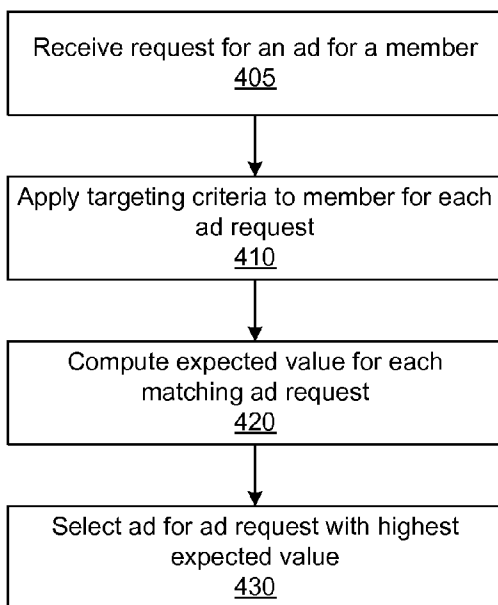 Receive request for an ad for a member
405
Apply targeting criteria to member for each
ad request
410
Compute expected value for each
matching ad request
420
Select ad for ad request with highest
expected value
430